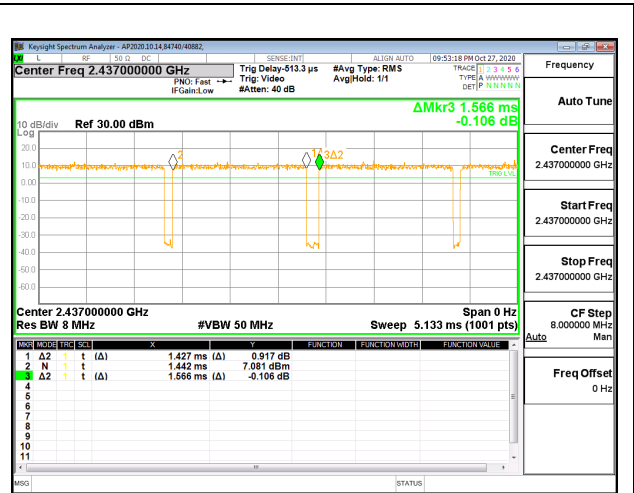 Keysight Spectrum Analyzer - AP2020.10.14,84740/40882,
L RF 50 Ω DC SENSE:INT ALIGN AUTO 09:53:18 PM Oct 27, 2020
Center Freq 2.437000000 GHz
PNO: Fast
IFGain:Low
Trig Delay-513.3 µs
Trig: Video
#Atten: 40 dB
#Avg Type: RMS
Avg|Hold: 1/1
TRACE 1 2 3 4 5 6
TYPE A WWWWW
DET P N N N N N
Frequency
Auto Tune
Center Freq
2.437000000 GHz
Start Freq
2.437000000 GHz
Stop Freq
2.437000000 GHz
CF Step
8.000000 MHz
Auto Man
Freq Offset
0 Hz
ΔMkr3 1.566 ms
-0.106 dB
10 dB/div Ref 30.00 dBm
Log
20.0
10.0
0.00
-10.0
-20.0
-30.0
-40.0
-50.0
-60.0
2
3Δ2
TRIG LVL
Center 2.437000000 GHz Span 0 Hz
Res BW 8 MHz #VBW 50 MHz Sweep 5.133 ms (1001 pts)
MKR MODE TRC SCL X Y FUNCTION FUNCTION WIDTH FUNCTION VALUE
1 Δ2 1 t (Δ) 1.427 ms (Δ) 0.917 dB
2 N 1 t 1.442 ms 7.081 dBm
3 Δ2 1 t (Δ) 1.566 ms (Δ) -0.106 dB
4
5
6
7
8
9
10
11
MSG STATUS